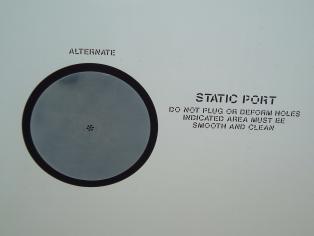 ALTERNATE
STATIC PORT
DO NOT PLUG OR DEFORM HOLES
INDICATED AREA MUST BE
SMOOTH AND CLEAN